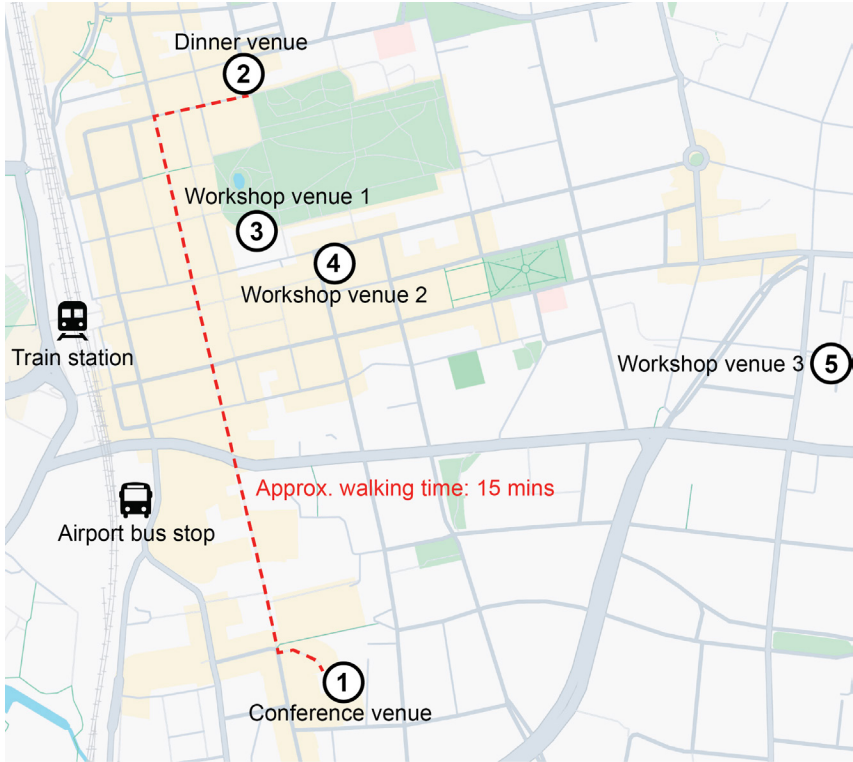 Dinner venue
2
Workshop venue 1
3
4
Workshop venue 2
Train station
Workshop venue 3 5
Approx. walking time: 15 mins
Airport bus stop
1
Conference venue